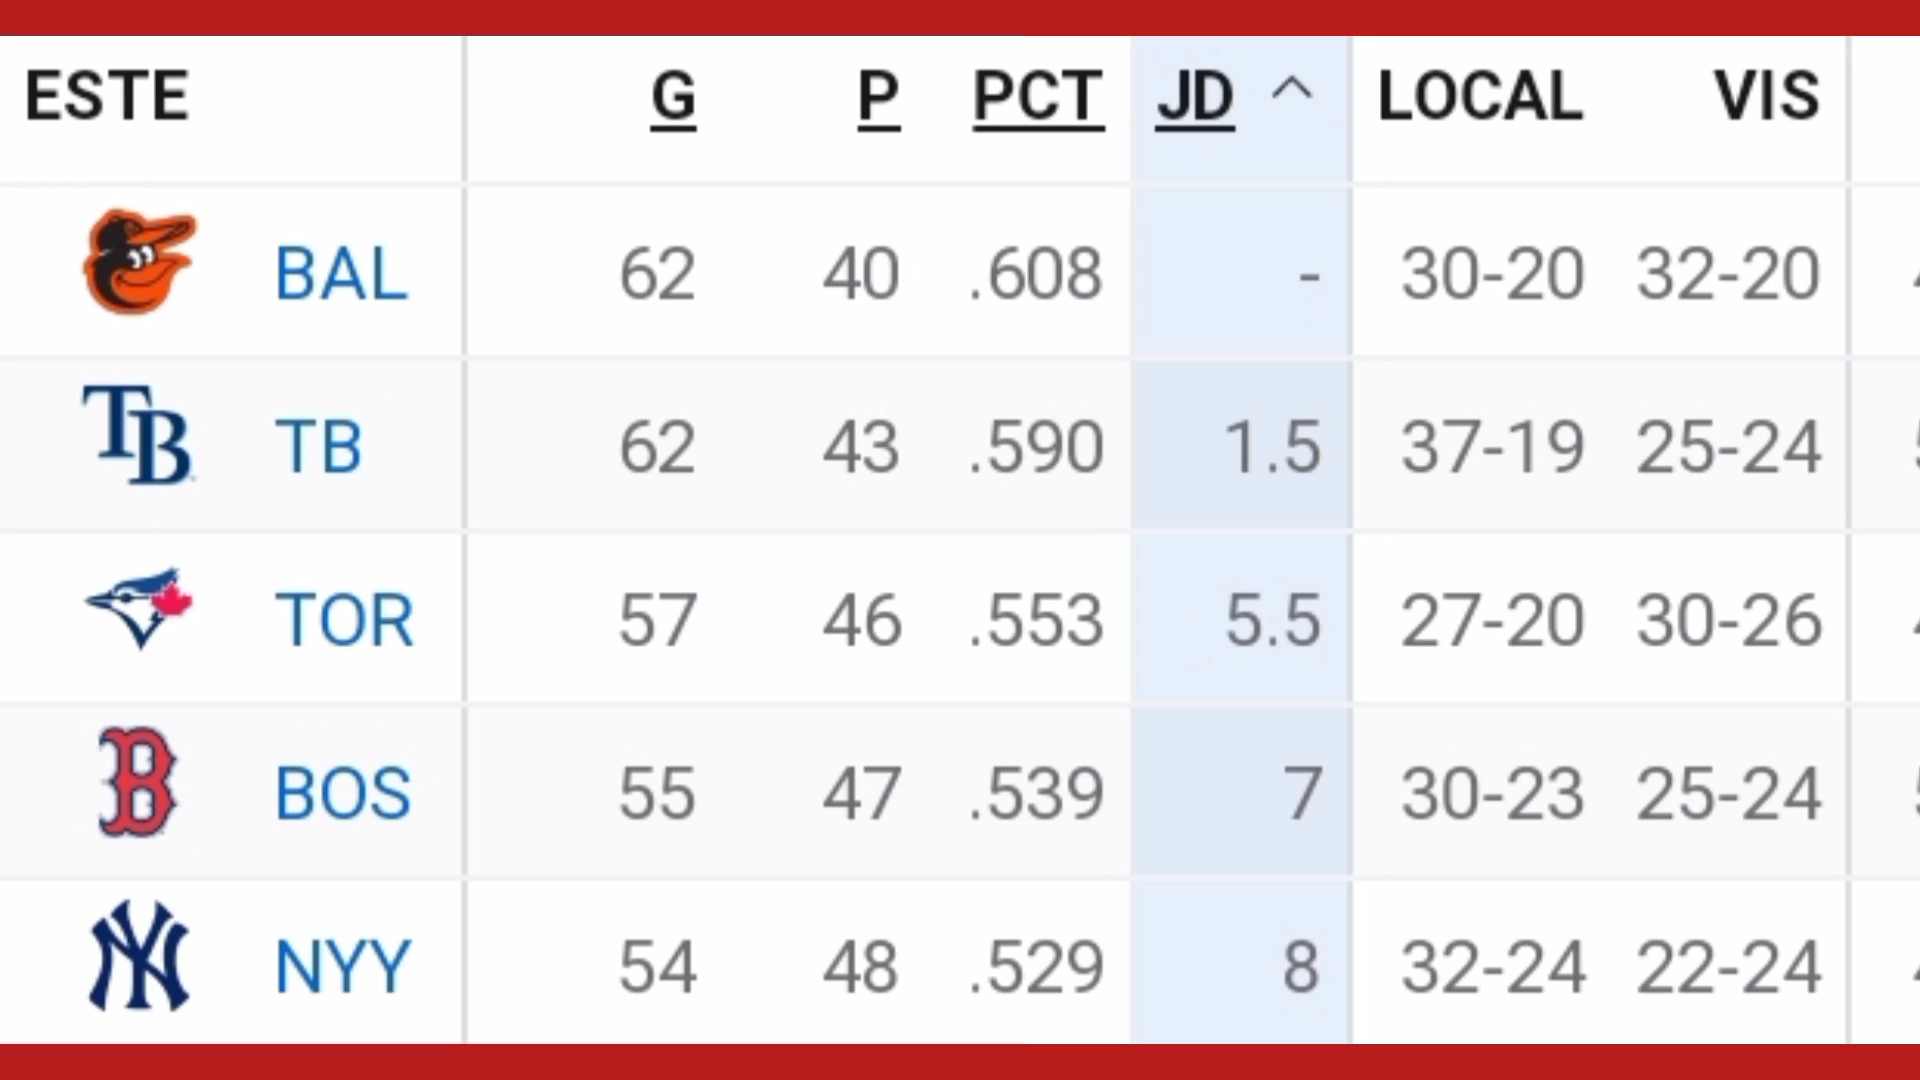 ESTE G P PCT JD LOCAL VIS
BAL 62 40 .608 - 30-20 32-20
TB TB 62 43 .590 1.5 37-19 25-24
TOR 57 46 .553 5.5 27-20 30-26
B BOS 55 47 .539 7 30-23 25-24
NY NYY 54 48 .529 8 32-24 22-24